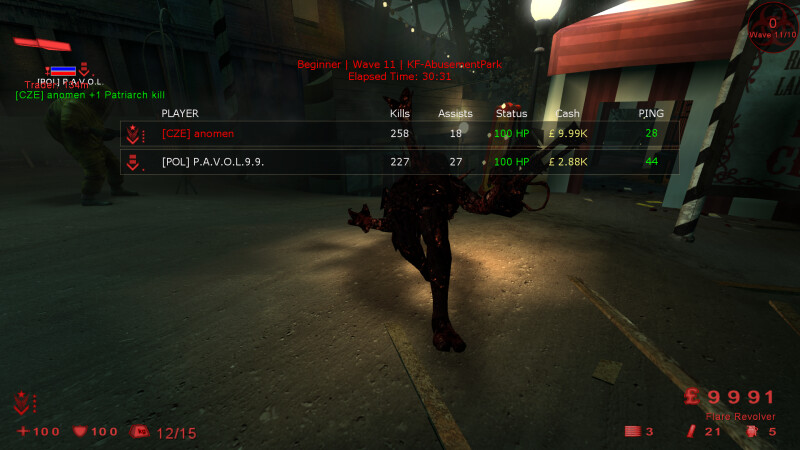 0
Wave 11/10
Beginner | Wave 11 | KF-AbusementPark
Elapsed Time: 30:31
[POL] P.A.V.O.L.
[CZE] anomen +1 Patriarch kill
PLAYER Kills Assists Status Cash PING
[CZE] anomen 258 18 100 HP £ 9.99K 28
[POL] P.A.V.O.L.9.9. 227 27 100 HP £ 2.88K 44
£ 9991
Flare Revolver
100 100 12/15 3 21 5